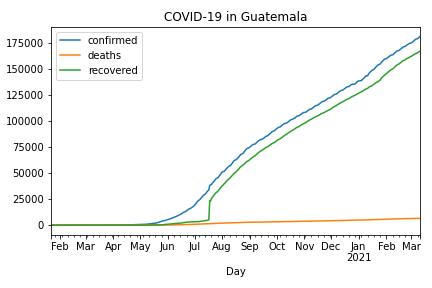 COVID-19 in Guatemala
confirmed
deaths
recovered
175000
150000
125000
100000
75000
50000
25000
0
Feb Mar Apr May Jun Jul Aug Sep Oct Nov Dec Jan Feb Mar
2021
Day